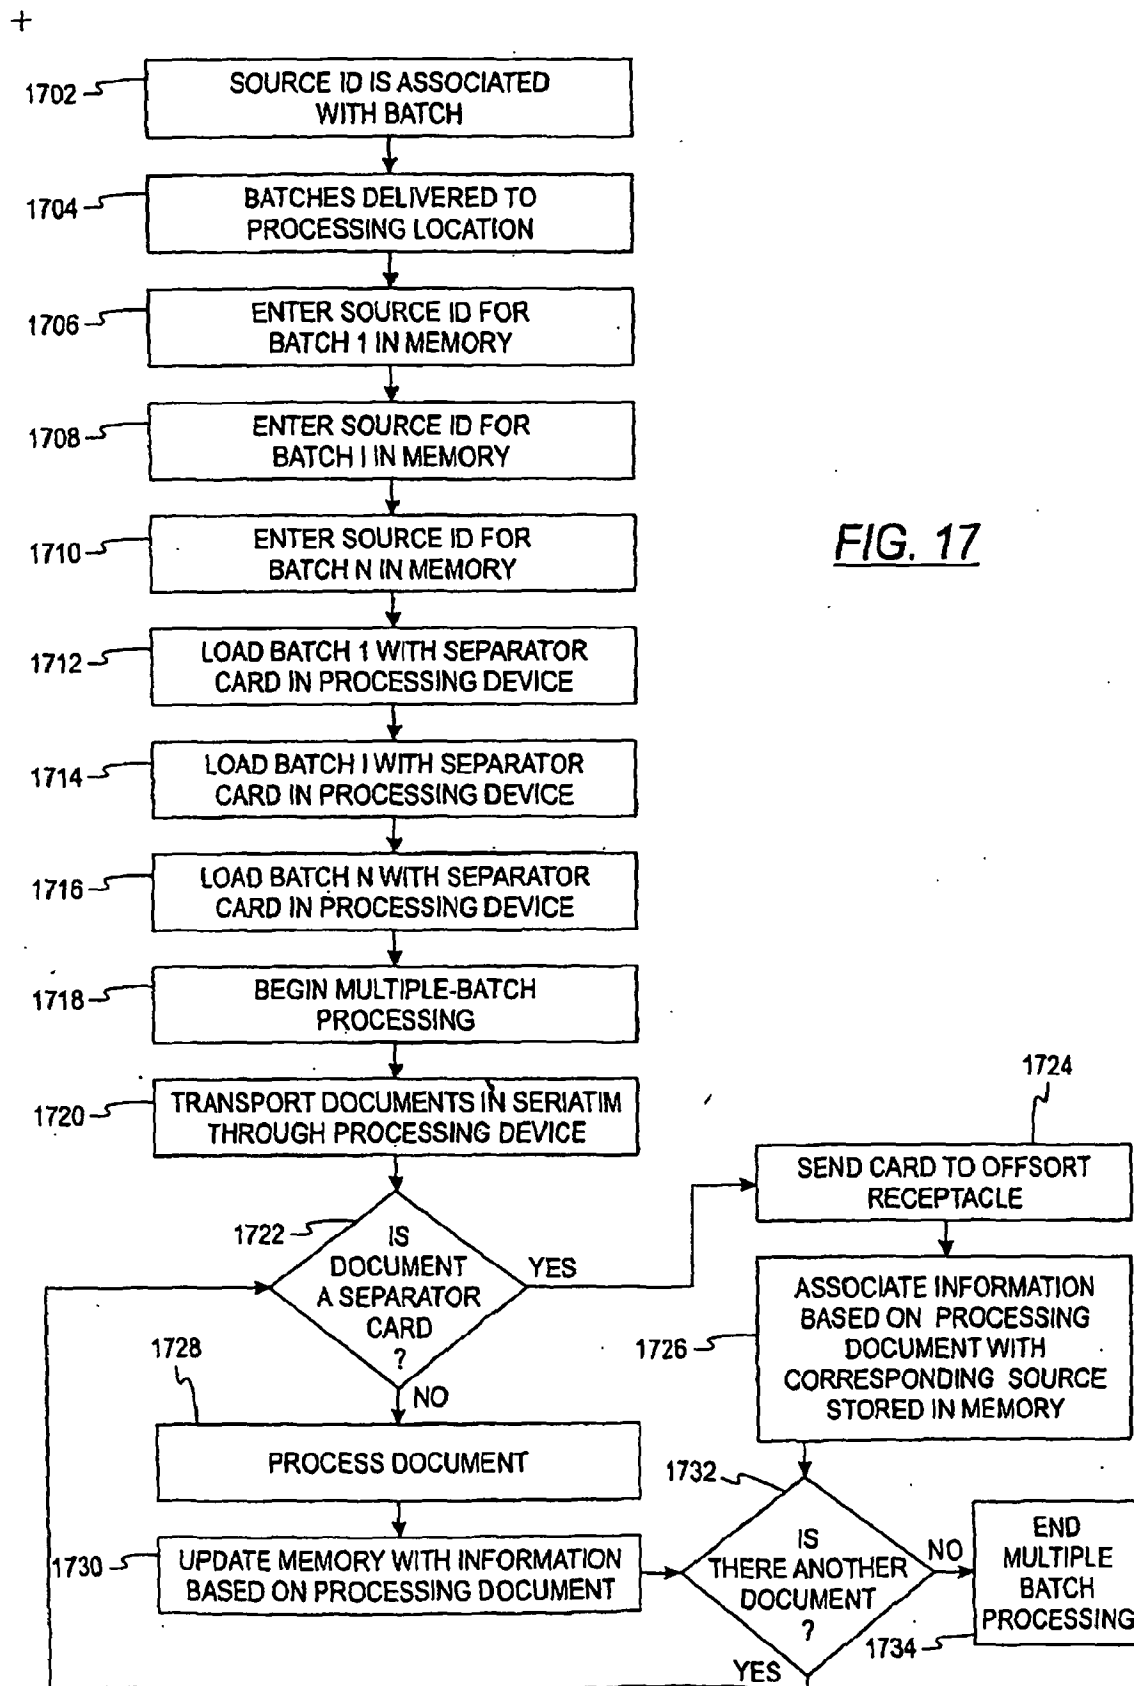 +
1702
SOURCE ID IS ASSOCIATED
WITH BATCH
1704
BATCHES DELIVERED TO
PROCESSING LOCATION
1706
ENTER SOURCE ID FOR
BATCH 1 IN MEMORY
1708
ENTER SOURCE ID FOR
BATCH I IN MEMORY
1710
ENTER SOURCE ID FOR
BATCH N IN MEMORY
FIG. 17
1712
LOAD BATCH 1 WITH SEPARATOR
CARD IN PROCESSING DEVICE
1714
LOAD BATCH I WITH SEPARATOR
CARD IN PROCESSING DEVICE
1716
LOAD BATCH N WITH SEPARATOR
CARD IN PROCESSING DEVICE
1718
BEGIN MULTIPLE-BATCH
PROCESSING
1720
TRANSPORT DOCUMENTS IN SERIATIM
THROUGH PROCESSING DEVICE
1722
IS
DOCUMENT
A SEPARATOR
CARD
?
YES
NO
1724
SEND CARD TO OFFSORT
RECEPTACLE
1726
ASSOCIATE INFORMATION
BASED ON PROCESSING
DOCUMENT WITH
CORRESPONDING SOURCE
STORED IN MEMORY
1728
PROCESS DOCUMENT
1730
UPDATE MEMORY WITH INFORMATION
BASED ON PROCESSING DOCUMENT
1732
IS
THERE ANOTHER
DOCUMENT
?
NO
YES
END
MULTIPLE
BATCH
PROCESSING
1734